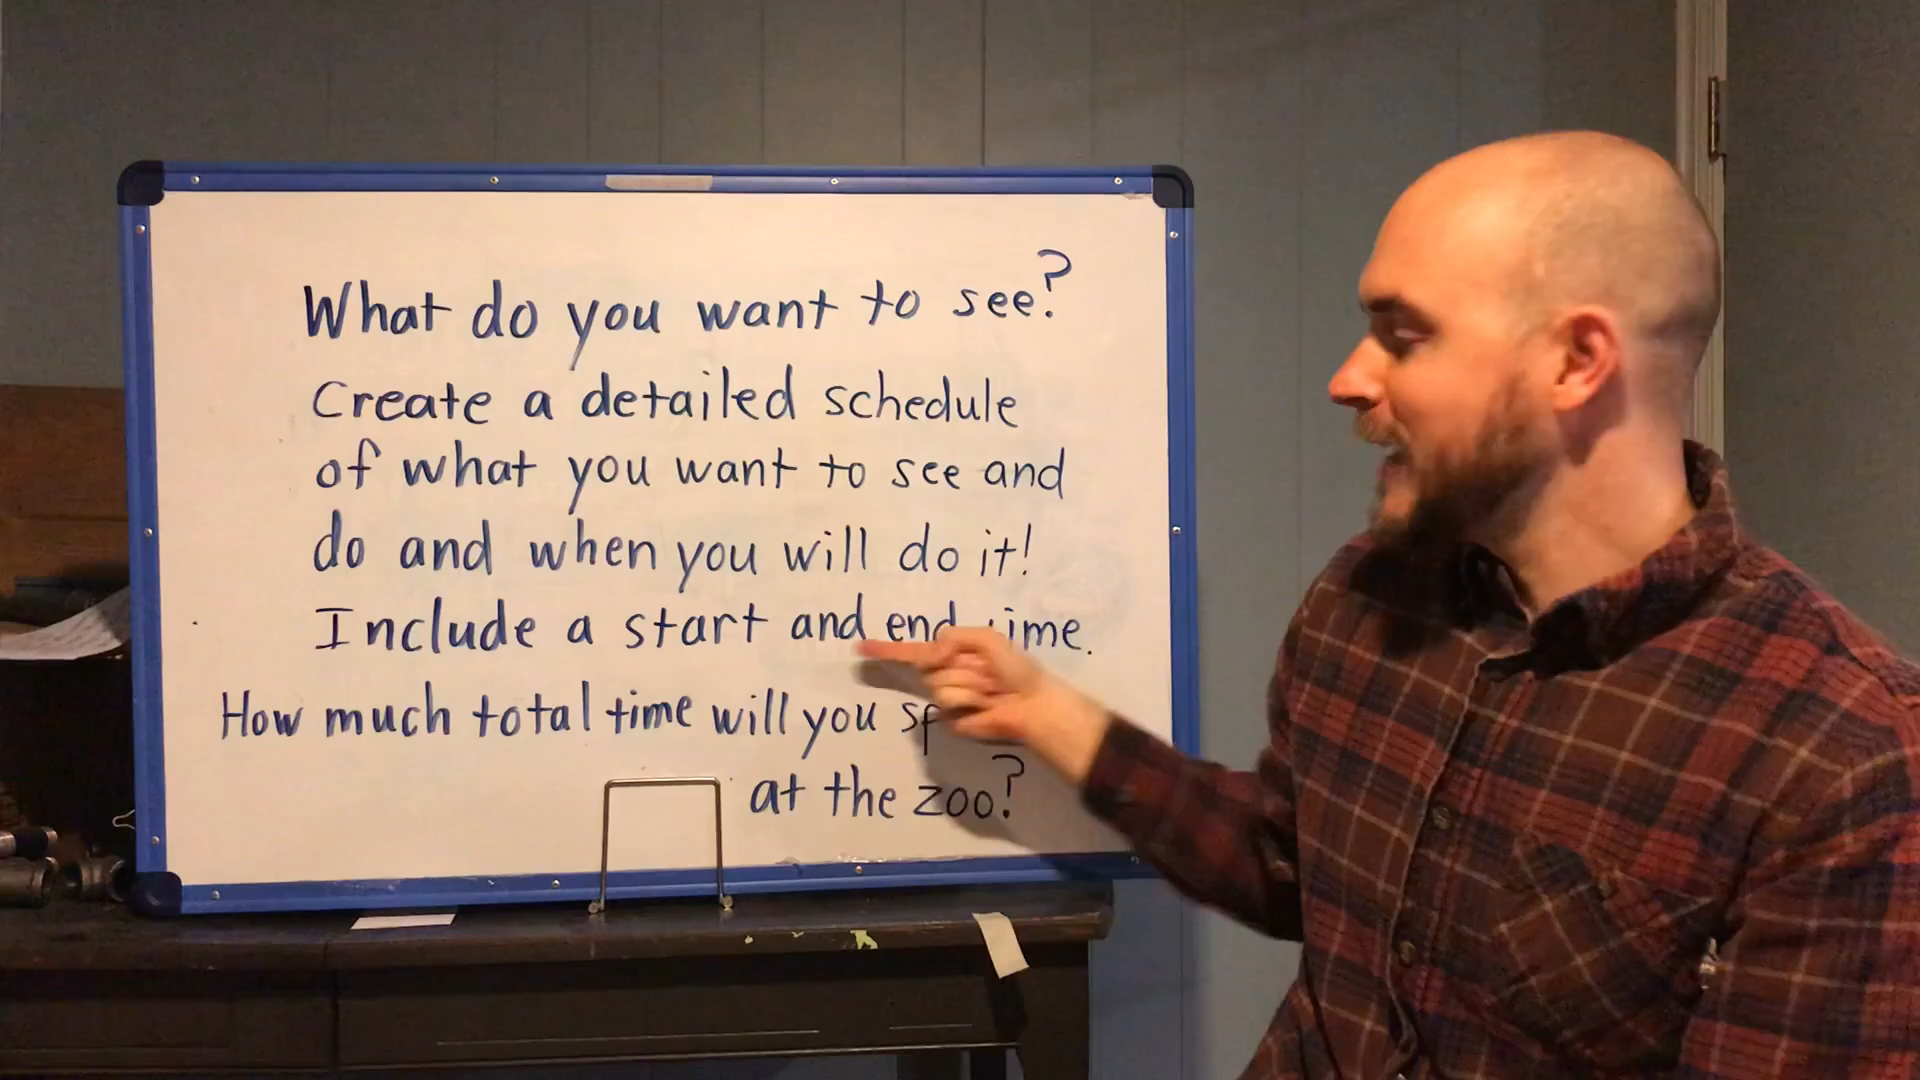 What do you want to see?
Create a detailed schedule
of what you want to see and
do and when you will do it!
Include a start and end time.
How much total time will you
at the zoo?